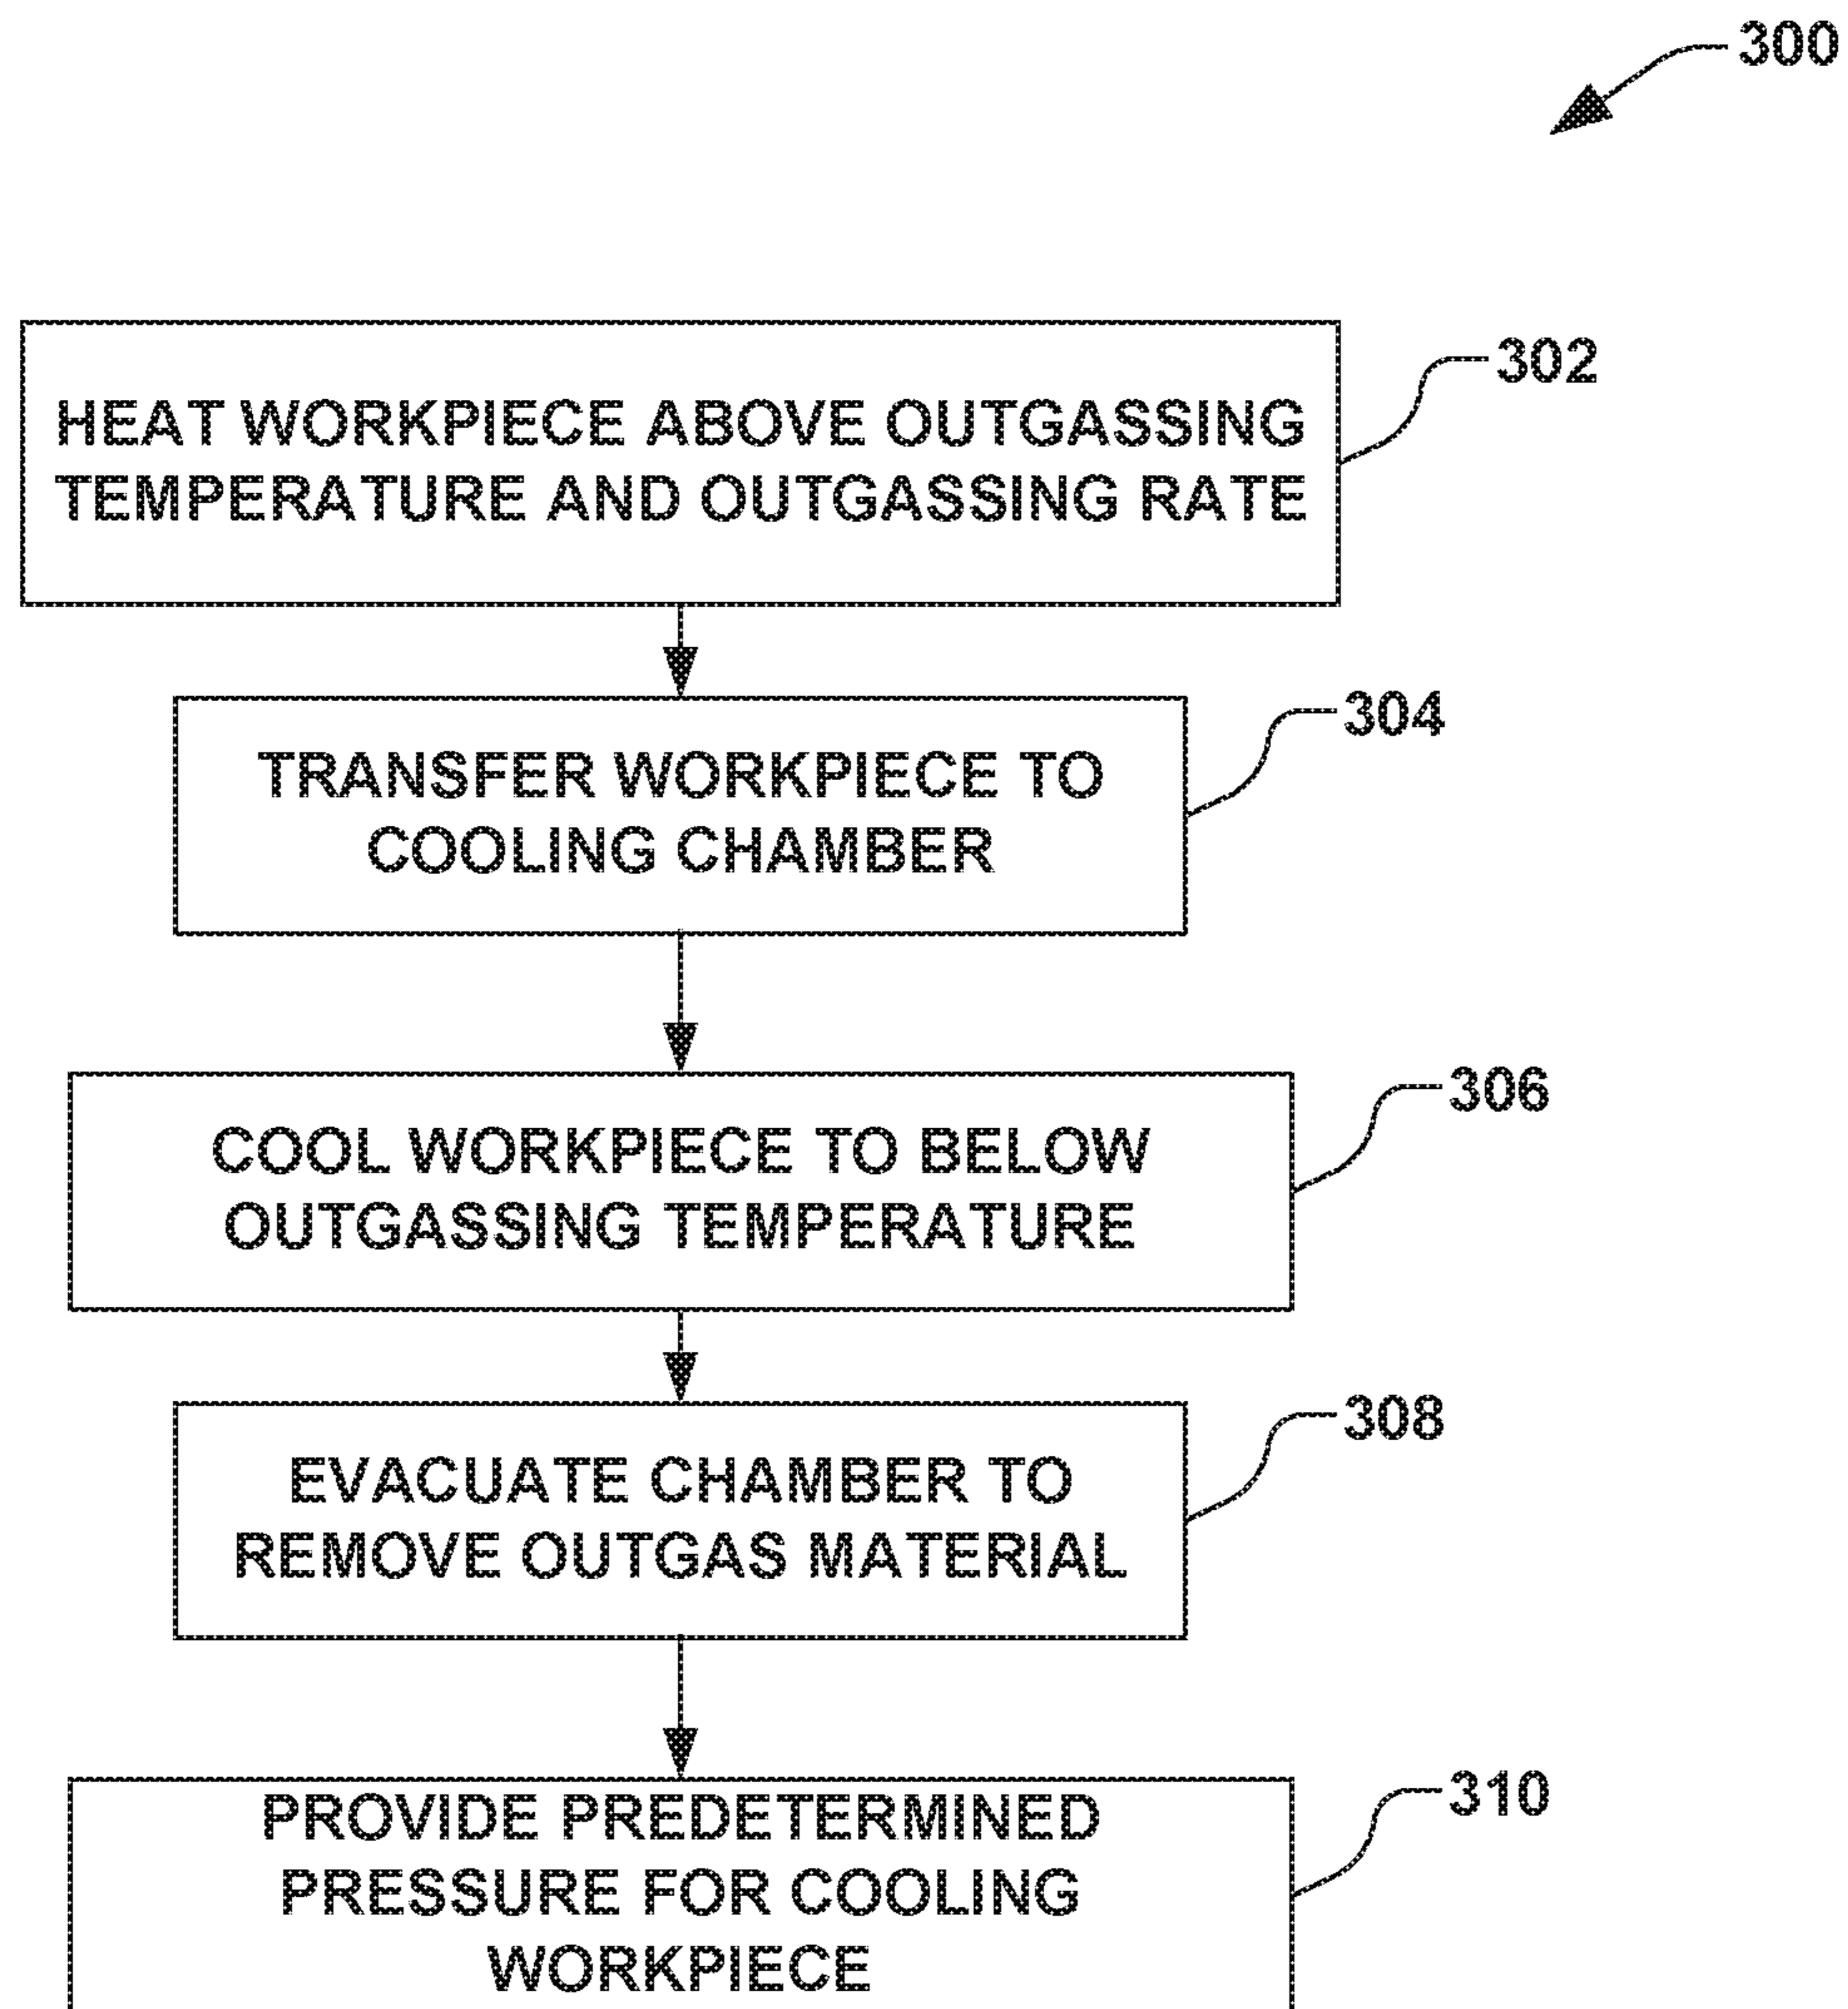 300
HEAT WORKPIECE ABOVE OUTGASSING
TEMPERATURE AND OUTGASSING RATE
302
TRANSFER WORKPIECE TO
COOLING CHAMBER
304
COOL WORKPIECE TO BELOW
OUTGASSING TEMPERATURE
306
EVACUATE CHAMBER TO
REMOVE OUTGAS MATERIAL
308
PROVIDE PREDETERMINED
PRESSURE FOR COOLING
WORKPIECE
310